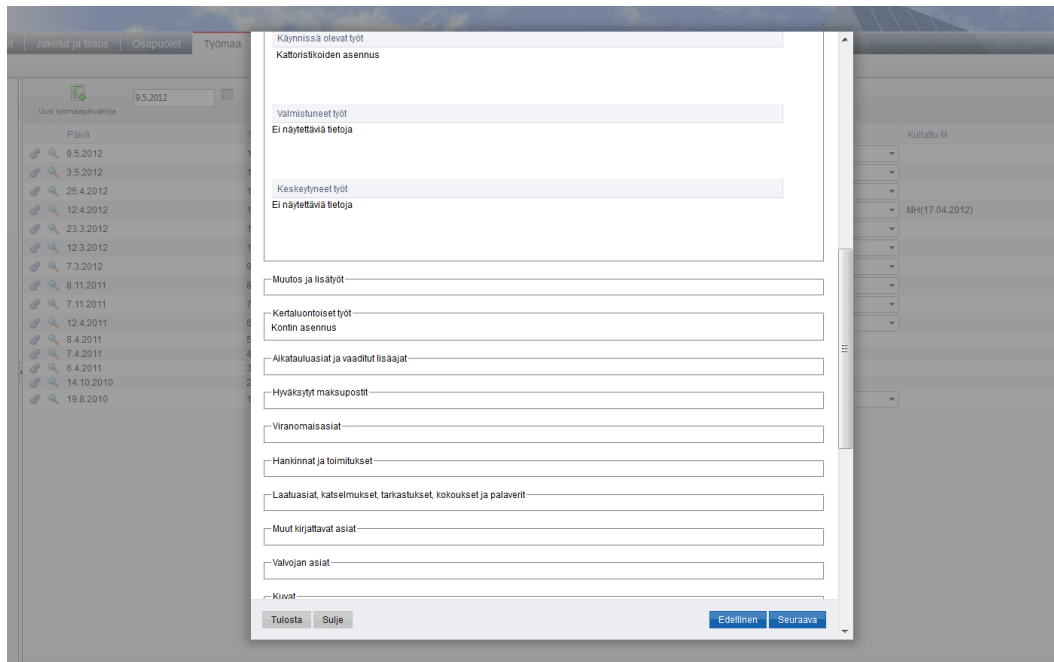 Jakelut ja tilaus
Osapuolet
Työmaa
Uusi työmaapäiväkirja
9.5.2012
Päivä
Kuitattu M
9.5.2012
3.5.2012
25.4.2012
12.4.2012
MH(17.04.2012)
23.3.2012
12.3.2012
7.3.2012
8.11.2011
7.11.2011
12.4.2011
8.4.2011
7.4.2011
6.4.2011
14.10.2010
19.8.2010
Käynnissä olevat työt
Kattoristikoiden asennus
Valmistuneet työt
Ei näytettäviä tietoja
Keskeytyneet työt
Ei näytettäviä tietoja
Muutos ja lisätyöt
Kertaluontoiset työt
Kontin asennus
Aikatauluasiat ja vaaditut lisäajat
Hyväksytyt maksupostit
Viranomaisasiat
Hankinnat ja toimitukset
Laatuasiat, katselmukset, tarkastukset, kokoukset ja palaverit
Muut kirjattavat asiat
Valvojan asiat
Kuvat
Tulosta
Sulje
Edellinen
Seuraava